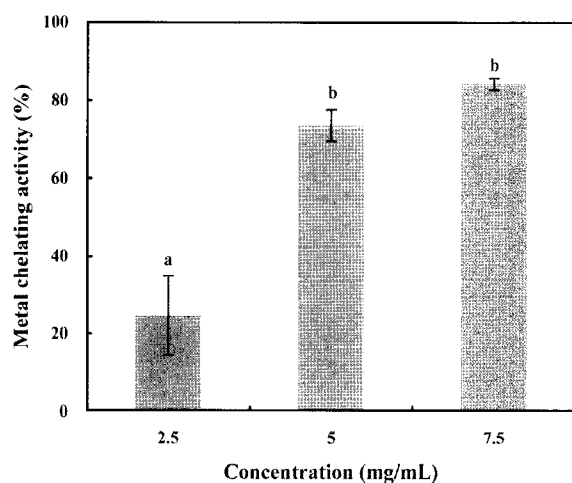 Metal chelating activity (%)
100
80
60
40
20
0
a
b
b
2.5
5
7.5
Concentration (mg/mL)